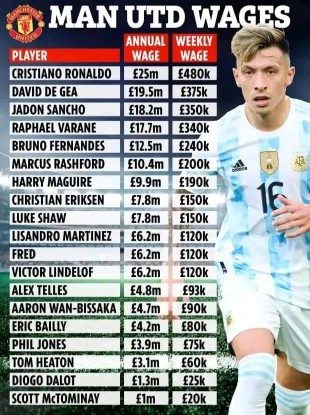 MAN UTD WAGES
PLAYER ANNUAL WAGE WEEKLY WAGE
CRISTIANO RONALDO £25m £480k
DAVID DE GEA £19.5m £375k
JADON SANCHO £18.2m £350k
RAPHAEL VARANE £17.7m £340k
BRUNO FERNANDES £12.5m £240k
MARCUS RASHFORD £10.4m £200k
HARRY MAGUIRE £9.9m £190k
CHRISTIAN ERIKSEN £7.8m £150k
LUKE SHAW £7.8m £150k
LISANDRO MARTINEZ £6.2m £120k
FRED £6.2m £120k
VICTOR LINDELOF £6.2m £120k
ALEX TELLES £4.8m £93k
AARON WAN-BISSAKA £4.7m £90k
ERIC BAILLY £4.2m £80k
PHIL JONES £3.9m £75k
TOM HEATON £3.1m £60k
DIOGO DALOT £1.3m £25k
SCOTT McTOMINAY £1m £20k
16